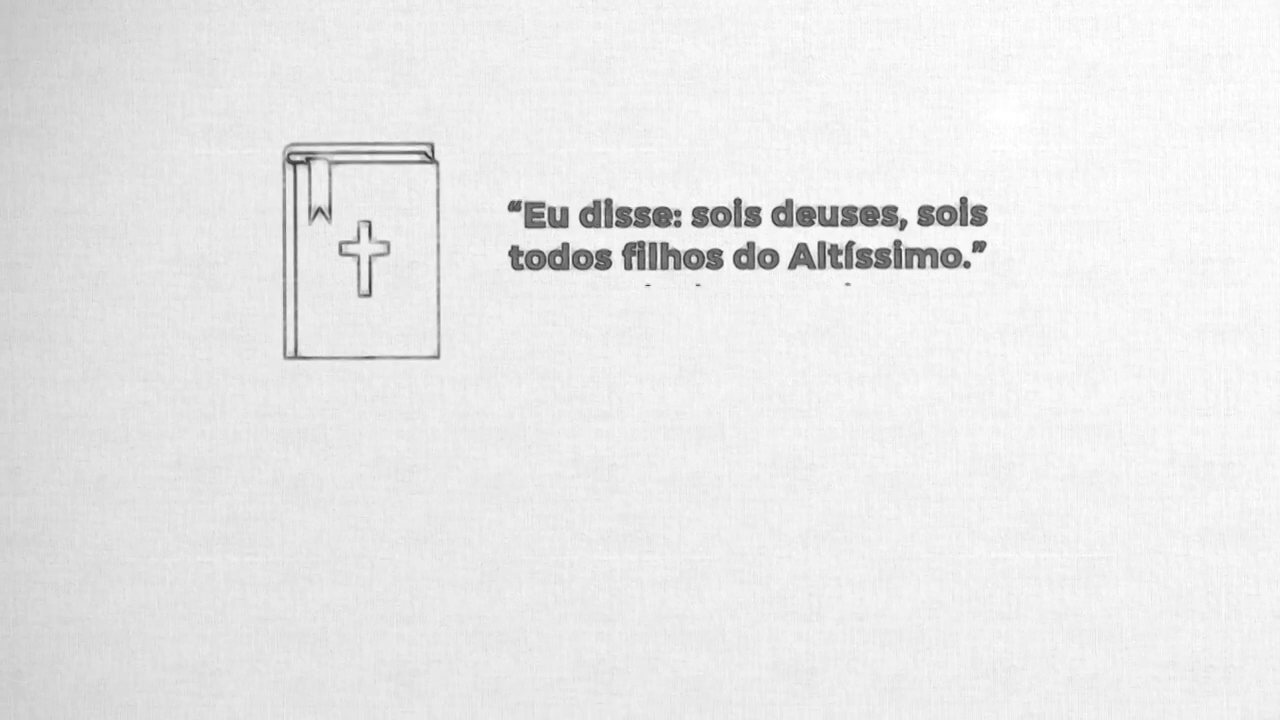 “Eu disse: sois deuses, sois
todos filhos do Altíssimo.”